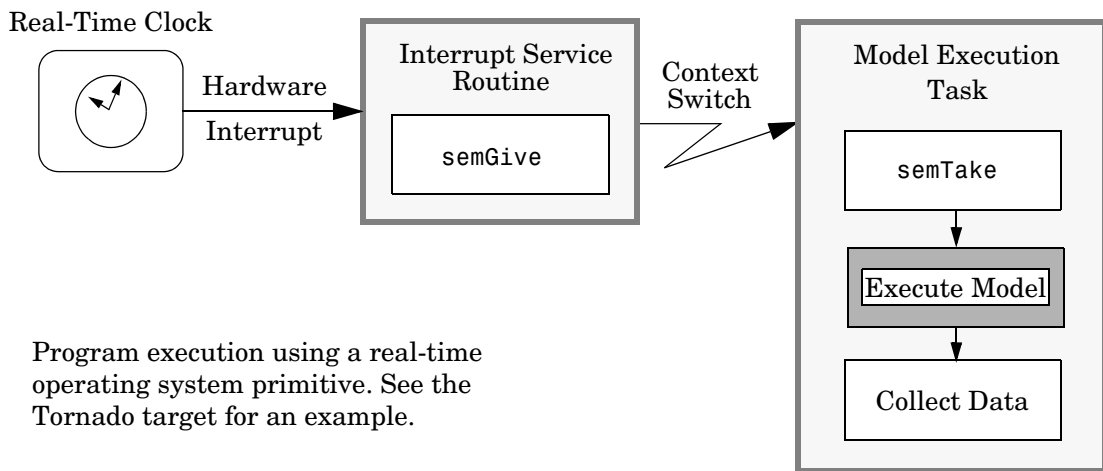 Real-Time Clock
Hardware
Interrupt
Interrupt Service
Routine
semGive
Context
Switch
Model Execution
Task
semTake
Execute Model
Collect Data
Program execution using a real-time
operating system primitive. See the
Tornado target for an example.